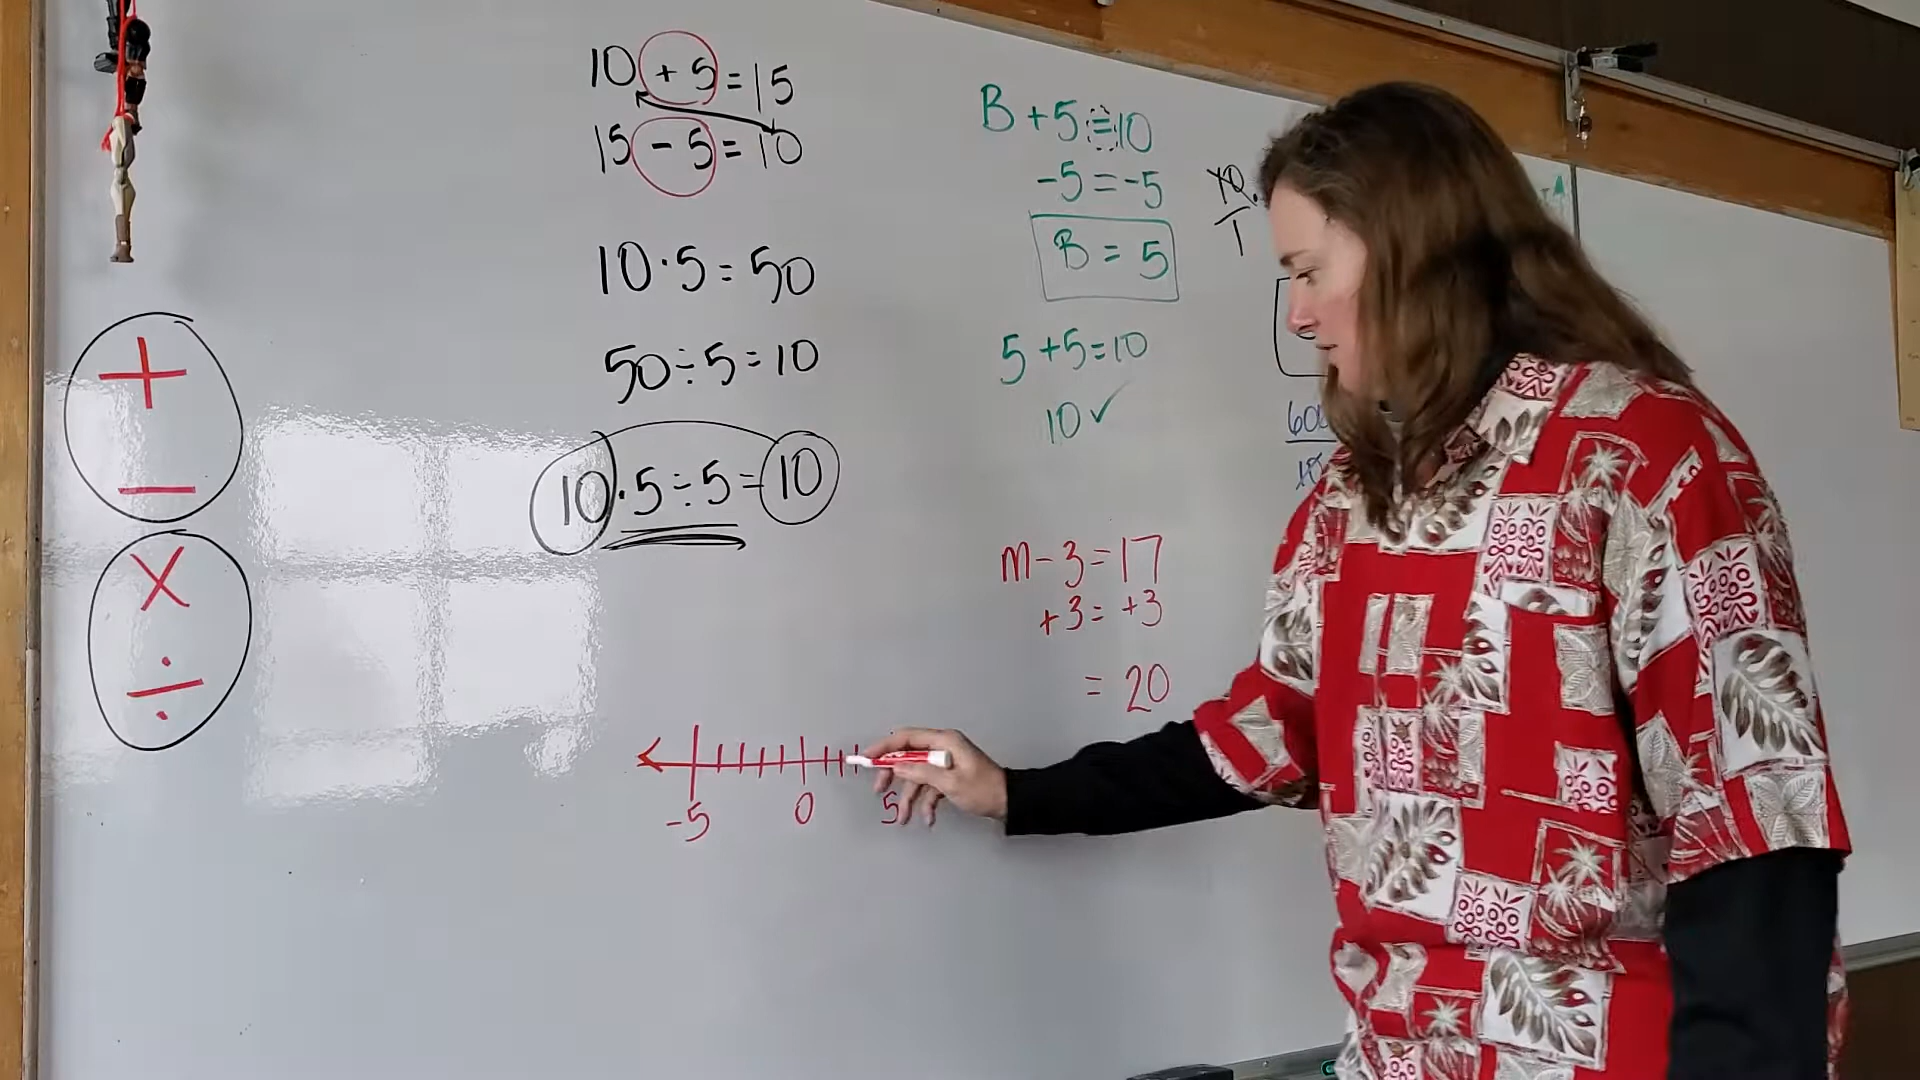 10 + 5 = 15
15 - 5 = 10
10 · 5 = 50
50 ÷ 5 = 10
10 · 5 ÷ 5 = 10
+
−
×
÷
-5 0 5
B + 5 = 10
-5 = -5
B = 5
5 + 5 = 10
10 ✓
m - 3 = 17
+3 = +3
= 20